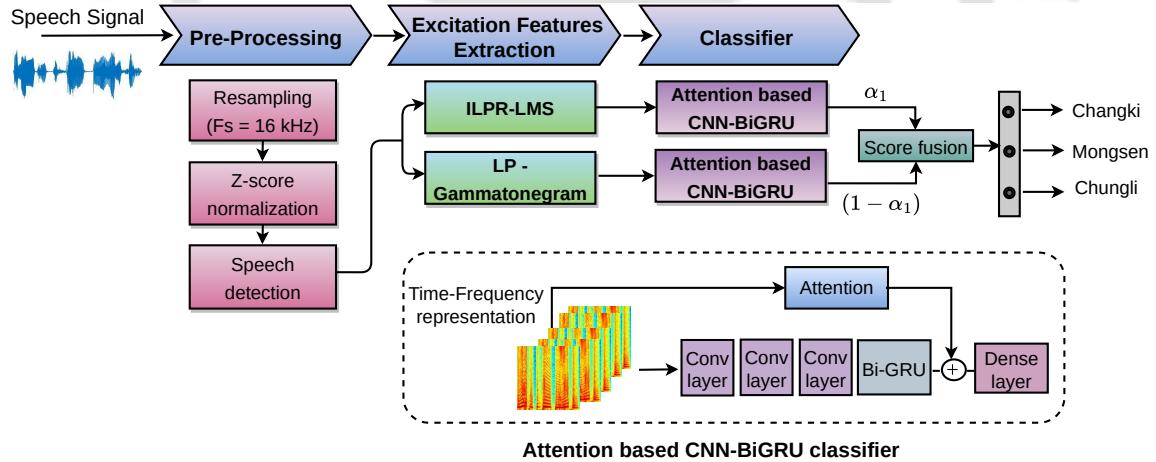 Speech Signal
Pre-Processing
Excitation Features
Extraction
Classifier
Resampling
(Fs = 16 kHz)
Z-score
normalization
Speech
detection
ILPR-LMS
LP -
Gammatonegram
Attention based
CNN-BiGRU
Attention based
CNN-BiGRU
α₁
(1 − α₁)
Score fusion
Changki
Mongsen
Chungli
Time-Frequency
representation
Attention
Conv
layer
Conv
layer
Conv
layer
Bi-GRU
+
Dense
layer
Attention based CNN-BiGRU classifier